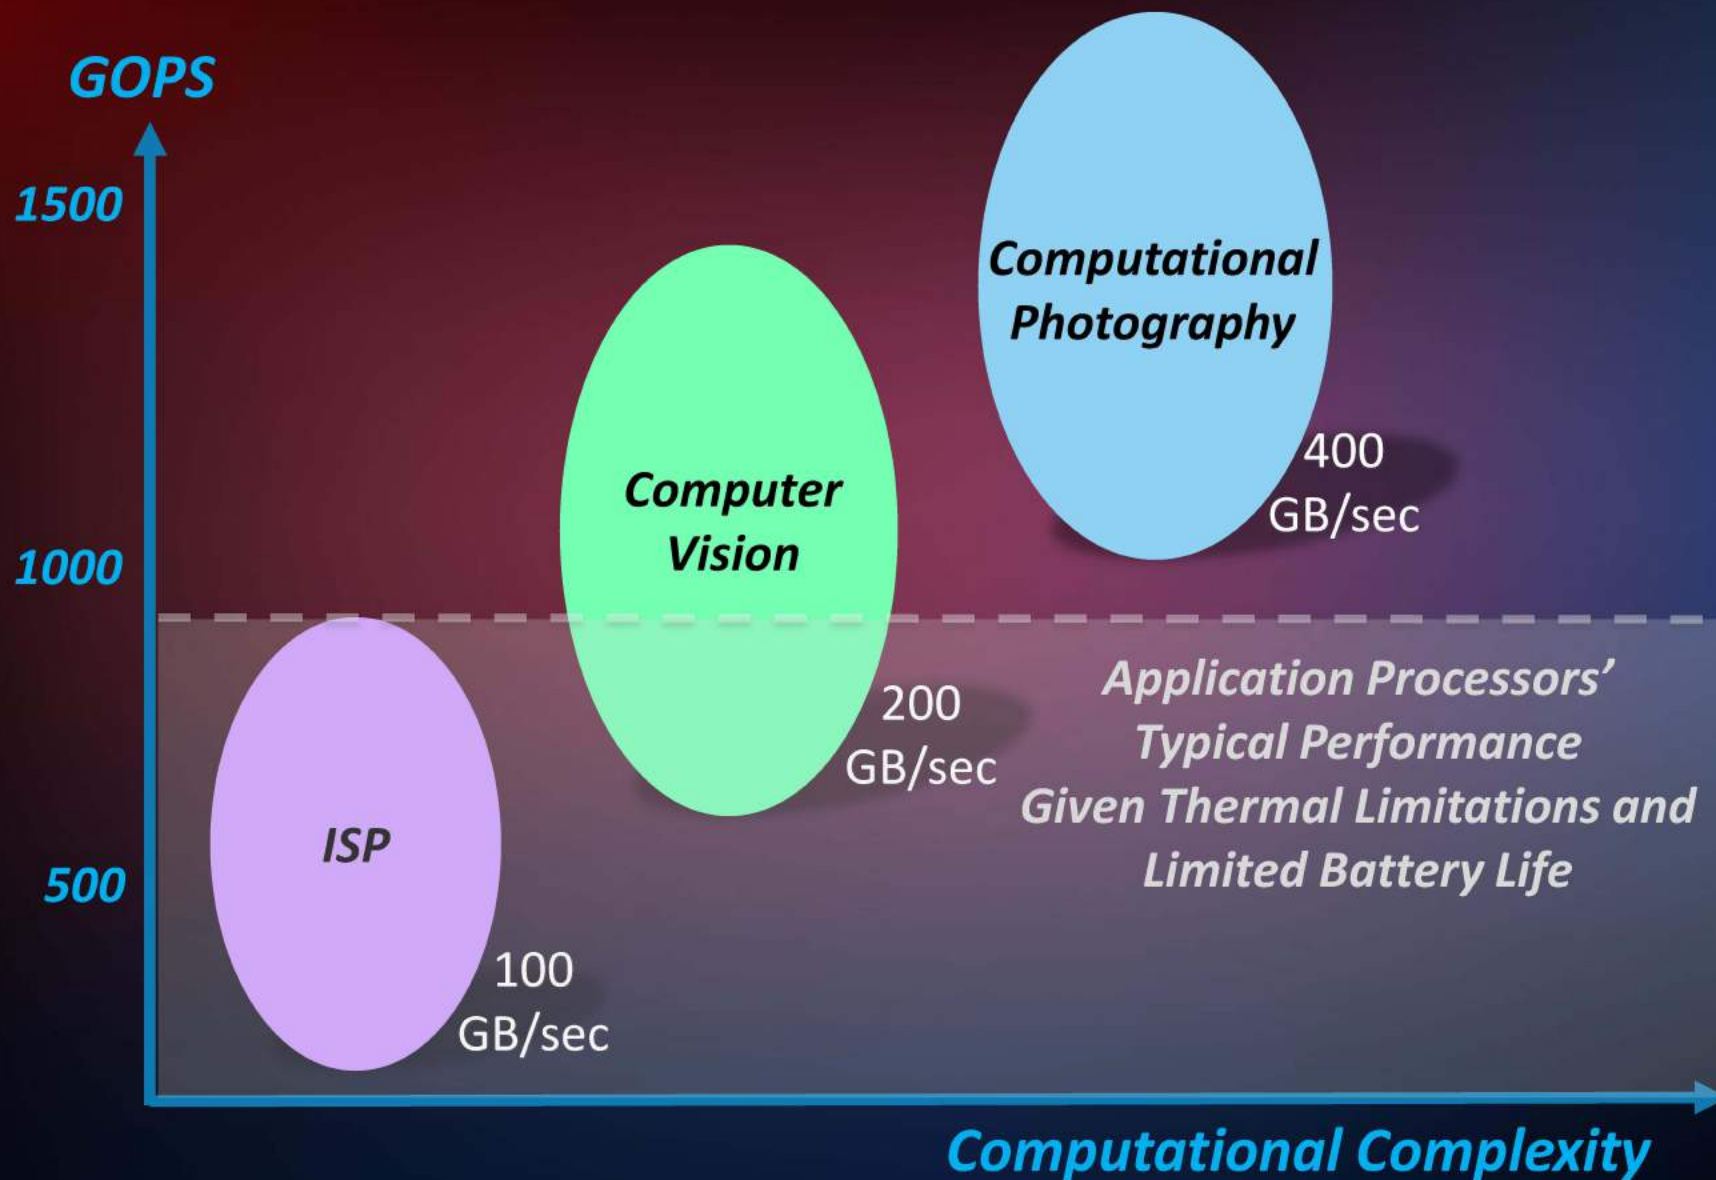 GOPS
1500
1000
500
Computational
Photography
400
GB/sec
Computer
Vision
200
GB/sec
ISP
100
GB/sec
Application Processors’
Typical Performance
Given Thermal Limitations and
Limited Battery Life
Computational Complexity